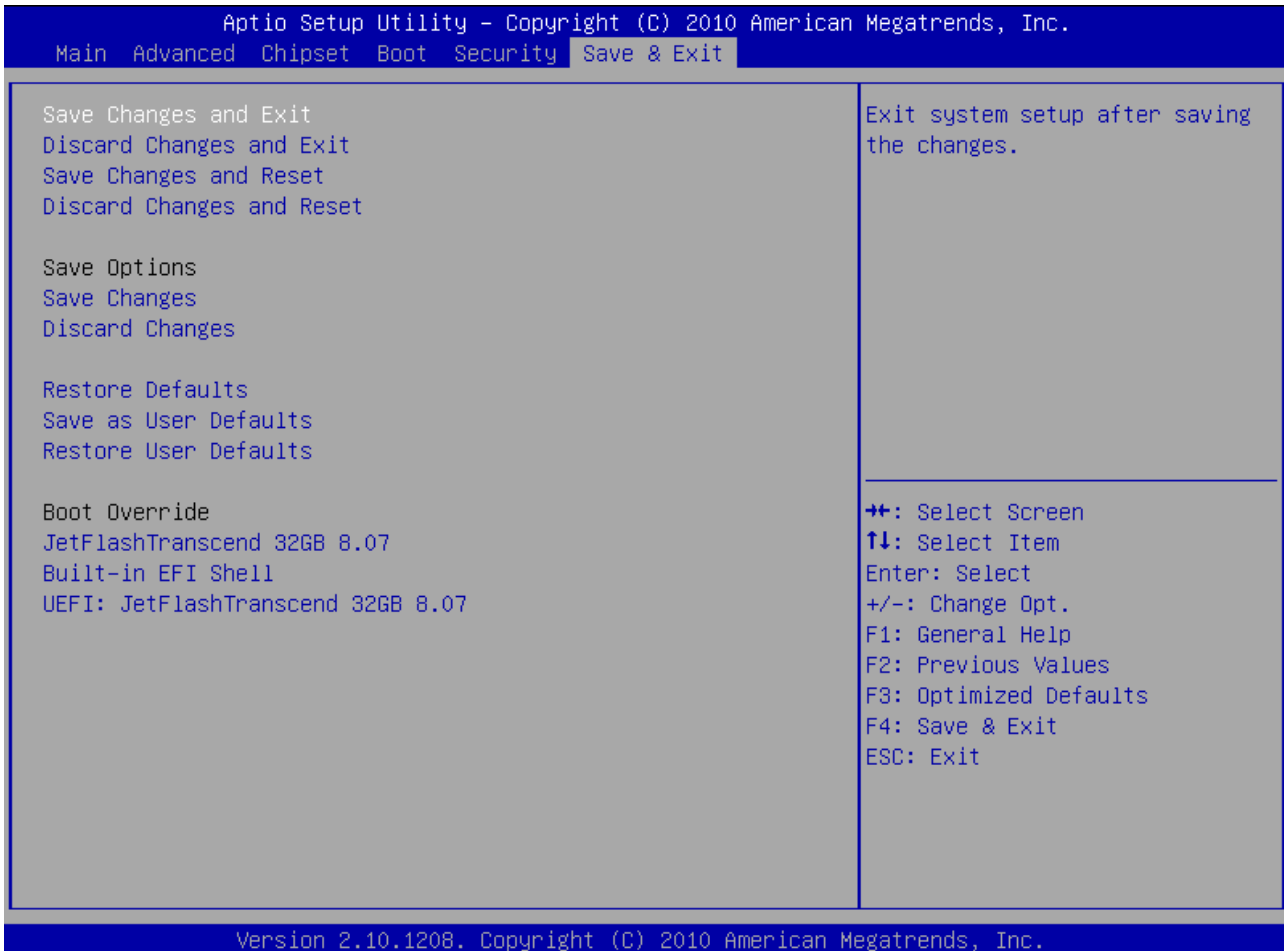 Aptio Setup Utility – Copyright (C) 2010 American Megatrends, Inc.
Main Advanced Chipset Boot Security Save & Exit
Save Changes and Exit
Discard Changes and Exit
Save Changes and Reset
Discard Changes and Reset
Save Options
Save Changes
Discard Changes
Restore Defaults
Save as User Defaults
Restore User Defaults
Boot Override
JetFlashTranscend 32GB 8.07
Built-in EFI Shell
UEFI: JetFlashTranscend 32GB 8.07
Exit system setup after saving
the changes.
→←: Select Screen
↑↓: Select Item
Enter: Select
+/-: Change Opt.
F1: General Help
F2: Previous Values
F3: Optimized Defaults
F4: Save & Exit
ESC: Exit
Version 2.10.1208. Copyright (C) 2010 American Megatrends, Inc.